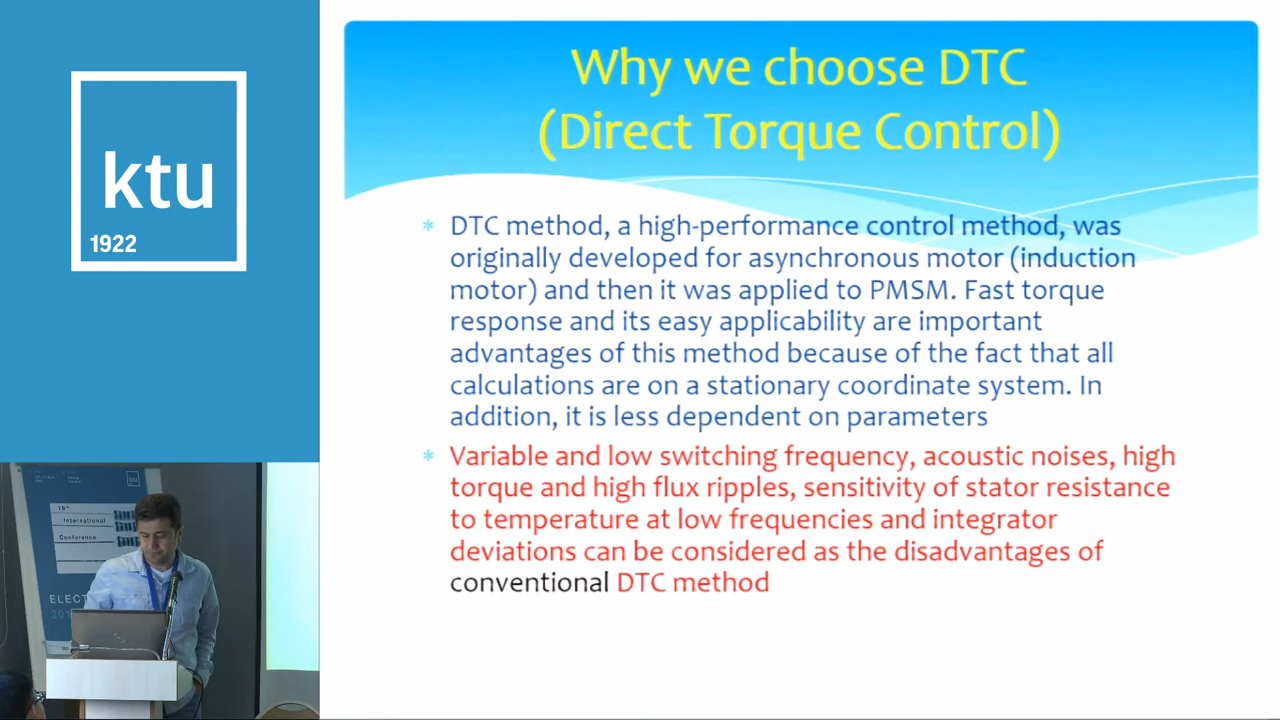 ktu
1922
Why we choose DTC
(Direct Torque Control)
DTC method, a high-performance control method, was
originally developed for asynchronous motor (induction
motor) and then it was applied to PMSM. Fast torque
response and its easy applicability are important
advantages of this method because of the fact that all
calculations are on a stationary coordinate system. In
addition, it is less dependent on parameters
Variable and low switching frequency, acoustic noises, high
torque and high flux ripples, sensitivity of stator resistance
to temperature at low frequencies and integrator
deviations can be considered as the disadvantages of
conventional DTC method
ktu
International
Conference
ELECT